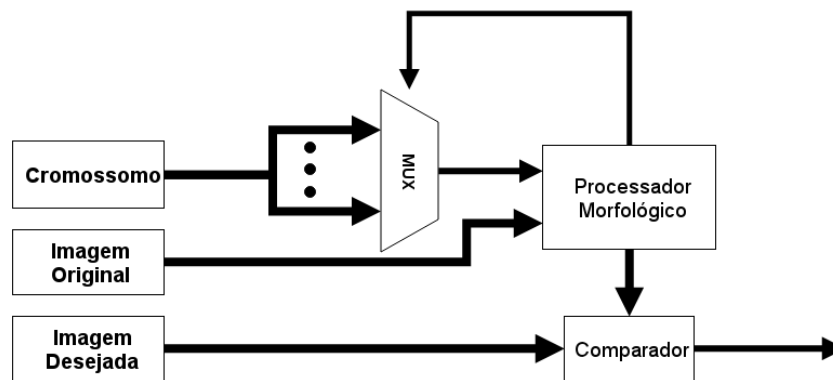 Cromossomo
MUX
Processador
Morfológico
Imagem
Original
Imagem
Desejada
Comparador